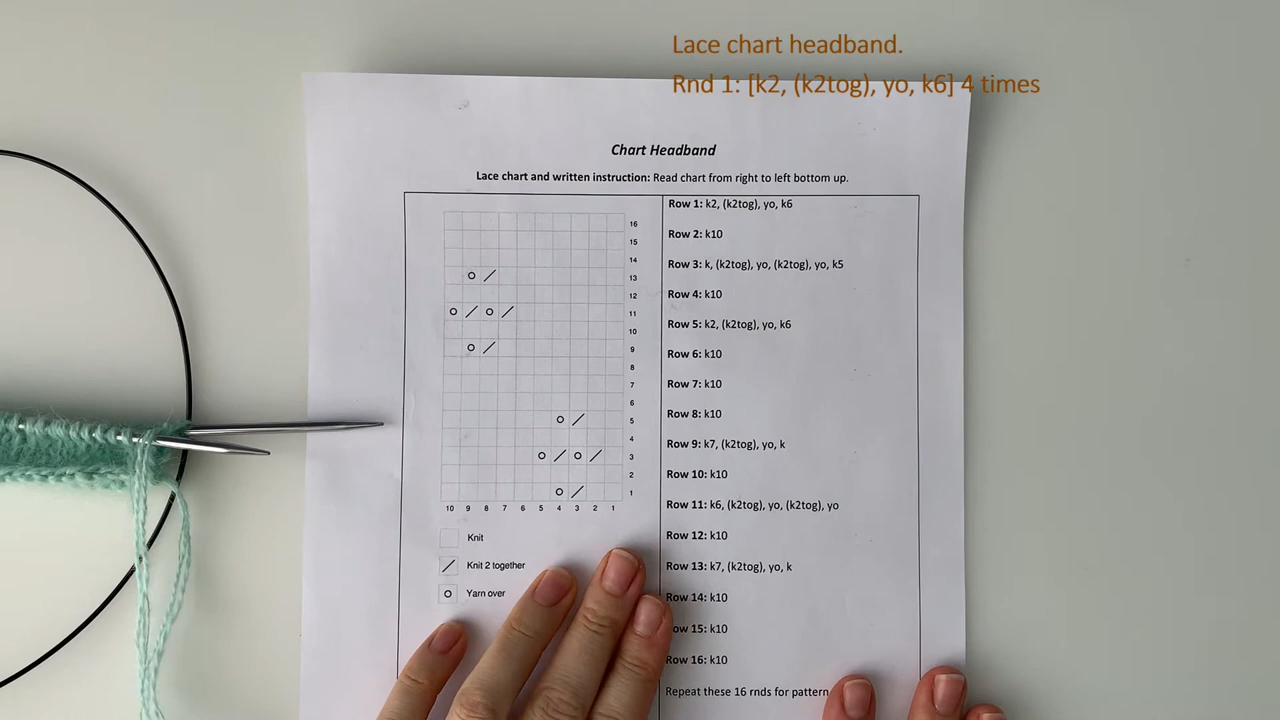 Lace chart headband.
Rnd 1: [k2, (k2tog), yo, k6] 4 times
Chart Headband
Lace chart and written instruction: Read chart from right to left bottom up.
16
15
14
13
12
11
10
9
8
7
6
5
4
3
2
1
10 9 8 7 6 5 4 3 2 1
Knit
Knit 2 together
Yarn over
Row 1: k2, (k2tog), yo, k6
Row 2: k10
Row 3: k, (k2tog), yo, (k2tog), yo, k5
Row 4: k10
Row 5: k2, (k2tog), yo, k6
Row 6: k10
Row 7: k10
Row 8: k10
Row 9: k7, (k2tog), yo, k
Row 10: k10
Row 11: k6, (k2tog), yo, (k2tog), yo
Row 12: k10
Row 13: k7, (k2tog), yo, k
Row 14: k10
ow 15: k10
Row 16: k10
Repeat these 16 rnds for pattern